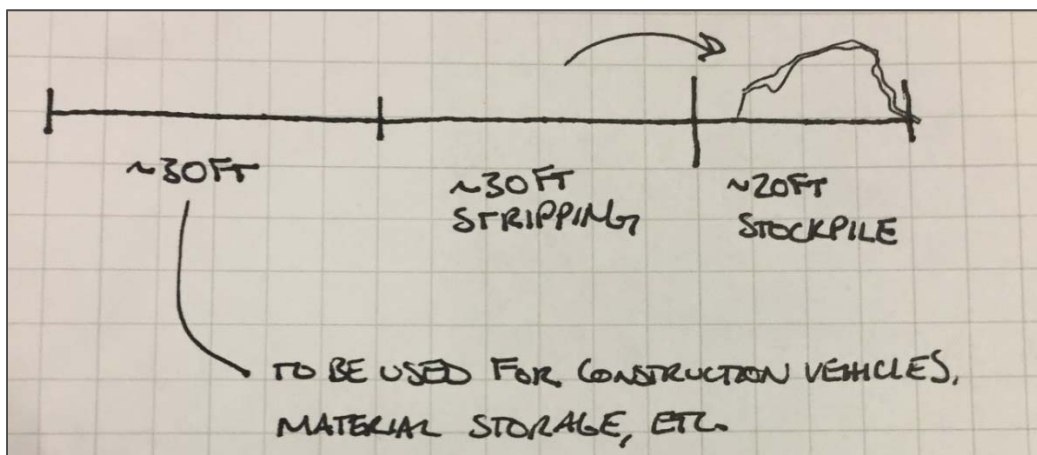 ~30FT
~30FT
STRIPPING
~20FT
STOCKPILE
TO BE USED FOR CONSTRUCTION VEHICLES,
MATERIAL STORAGE, ETC.